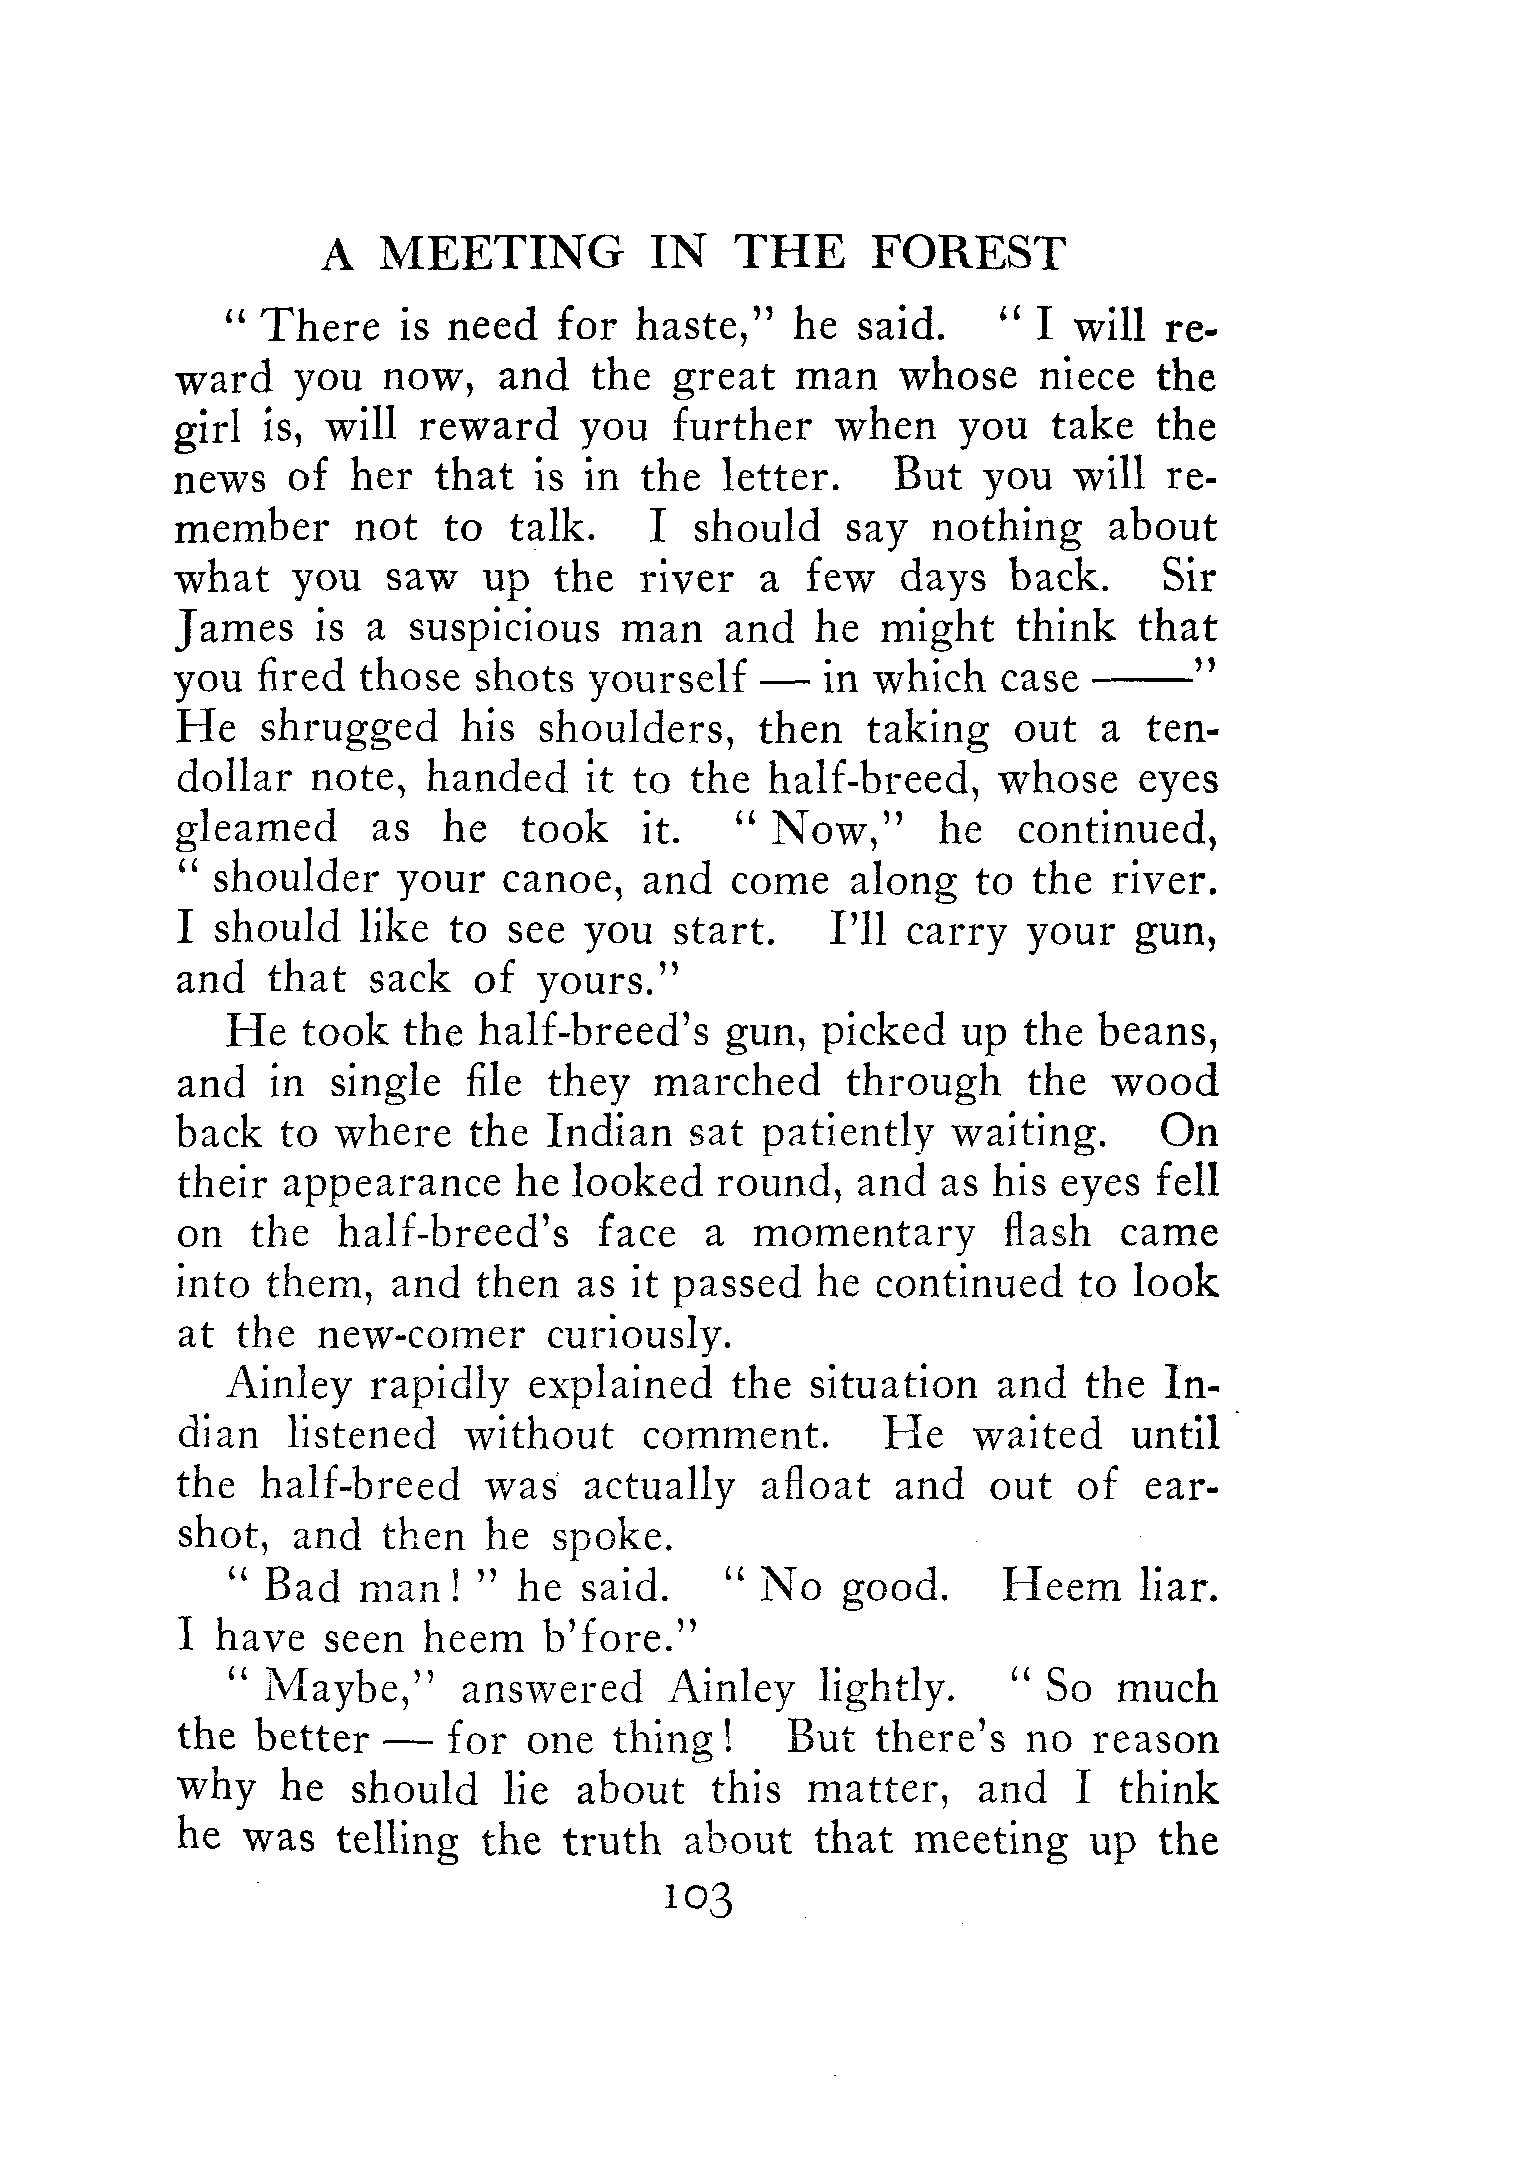 A MEETING IN THE FOREST
“ There is need for haste,” he said. “ I will re-
ward you now, and the great man whose niece the
girl is, will reward you further when you take the
news of her that is in the letter. But you will re-
member not to talk. I should say nothing about
what you saw up the river a few days back. Sir
James is a suspicious man and he might think that
you fired those shots yourself — in which case ——”
He shrugged his shoulders, then taking out a ten-
dollar note, handed it to the half-breed, whose eyes
gleamed as he took it. “ Now,” he continued,
“ shoulder your canoe, and come along to the river.
I should like to see you start. I’ll carry your gun,
and that sack of yours.”
He took the half-breed’s gun, picked up the beans,
and in single file they marched through the wood
back to where the Indian sat patiently waiting. On
their appearance he looked round, and as his eyes fell
on the half-breed’s face a momentary flash came
into them, and then as it passed he continued to look
at the new-comer curiously.
Ainley rapidly explained the situation and the In-
dian listened without comment. He waited until
the half-breed was actually afloat and out of ear-
shot, and then he spoke.
“ Bad man! ” he said. “ No good. Heem liar.
I have seen heem b’fore.”
“ Maybe,” answered Ainley lightly. “ So much
the better — for one thing! But there’s no reason
why he should lie about this matter, and I think
he was telling the truth about that meeting up the
103